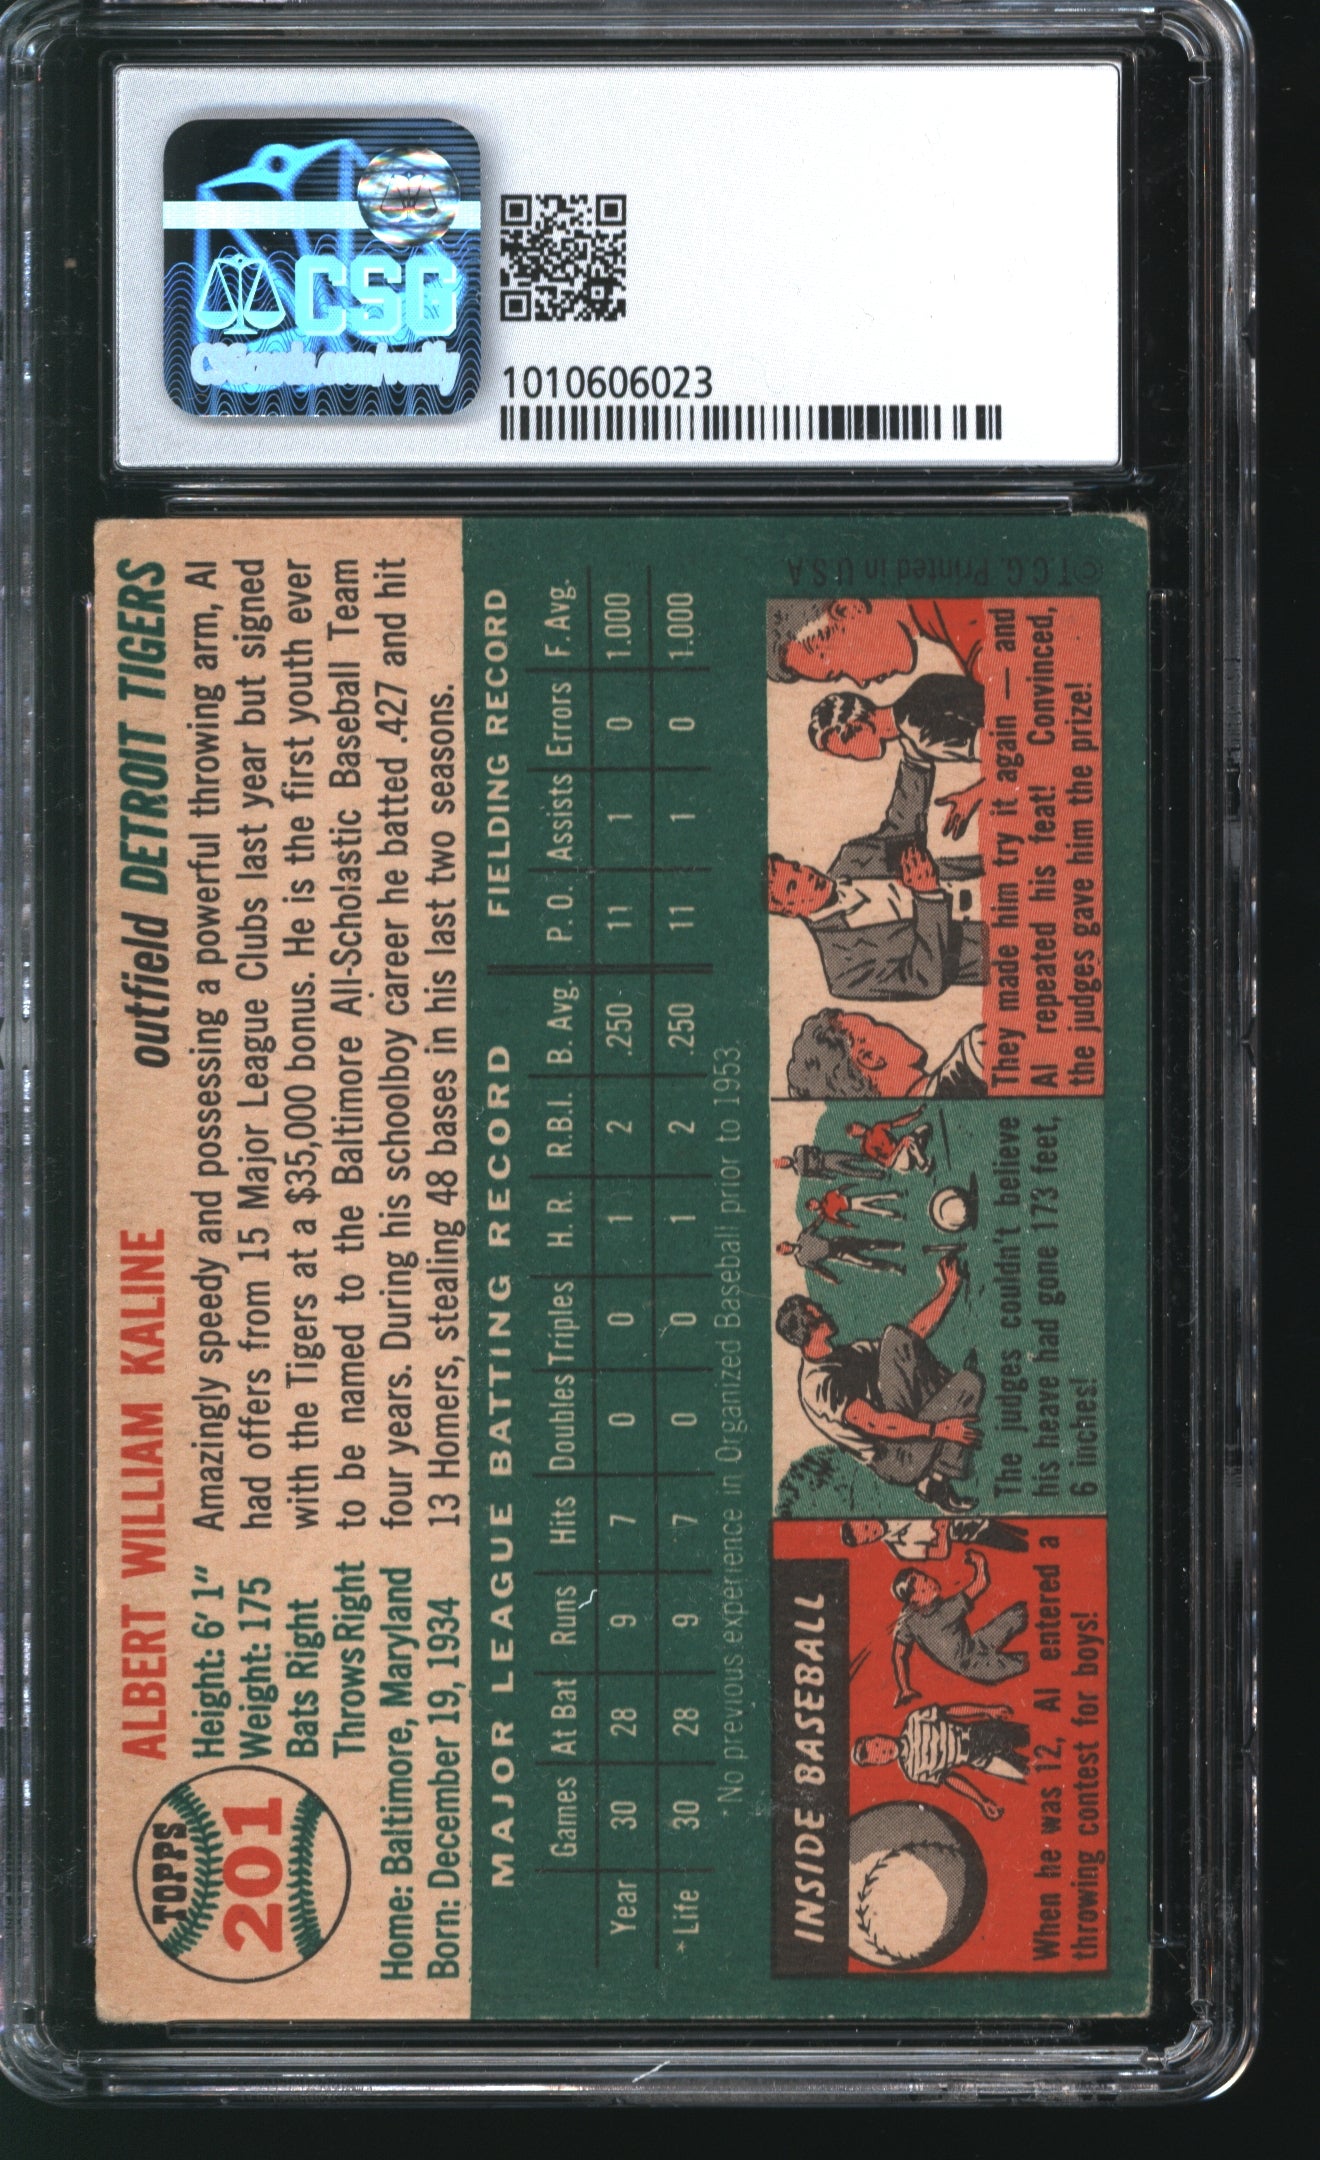 CSG
1010606023
TOPPS
201
ALBERT WILLIAM KALINE
outfield DETROIT TIGERS
Height: 6' 1"
Weight: 175
Bats Right
Throws Right
Home: Baltimore, Maryland
Born: December 19, 1934
Amazingly speedy and possessing a powerful throwing arm, Al
had offers from 15 Major League Clubs last year but signed
with the Tigers at a $35,000 bonus. He is the first youth ever
to be named to the Baltimore All-Scholastic Baseball Team
four years. During his schoolboy career he batted .427 and hit
13 Homers, stealing 48 bases in his last two seasons.
MAJOR LEAGUE BATTING RECORD FIELDING RECORD
Games At Bat Runs Hits Doubles Triples H.R. R.B.I. B. Avg. P.O. Assists Errors F. Avg.
Year 30 28 9 7 0 0 1 2 .250 11 1 0 1.000
*Life 30 28 9 7 0 0 1 2 .250 11 1 0 1.000
*No previous experience in Organized Baseball prior to 1953.
INSIDE BASEBALL
When he was 12, Al entered a
throwing contest for boys!
The judges couldn't believe
his heave had gone 173 feet,
6 inches!
They made him try it again — and
Al repeated his feat! Convinced,
the judges gave him the prize!
©T.C.G. Printed in U.S.A